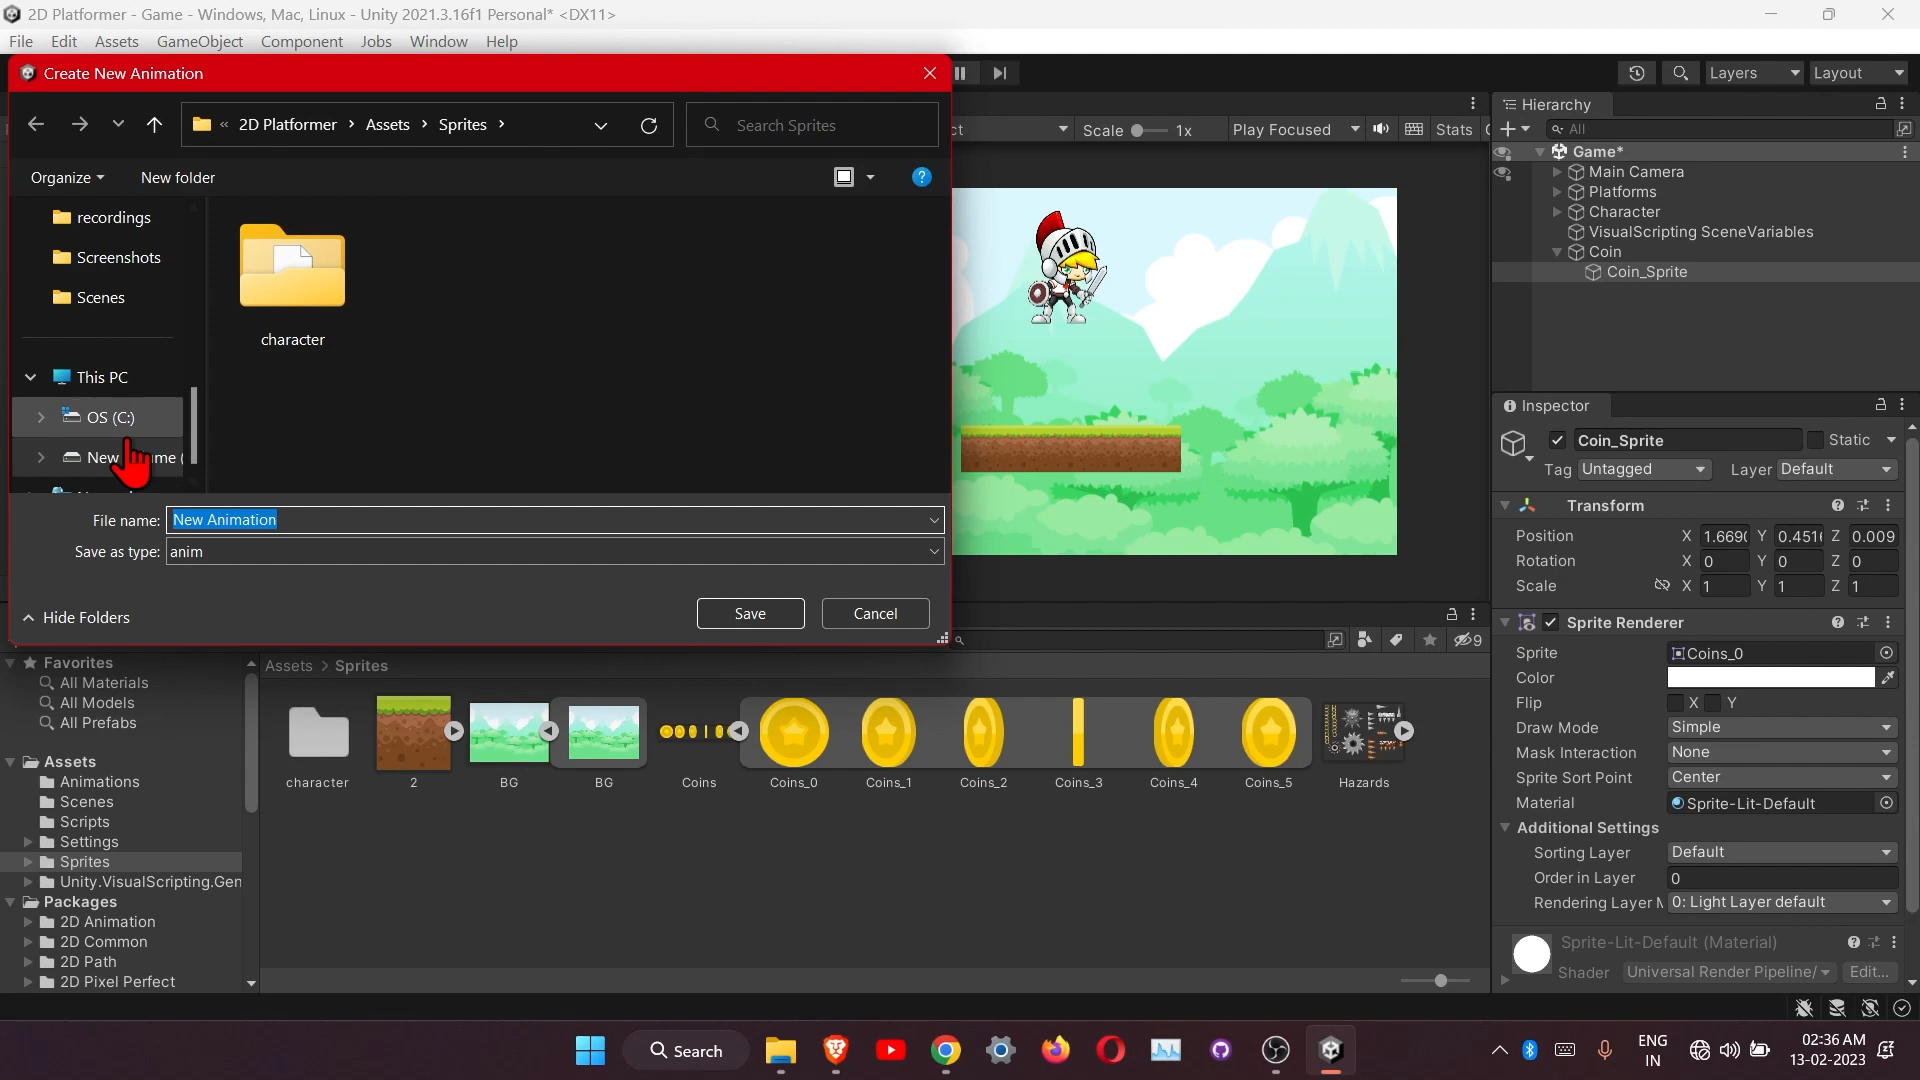 2D Platformer - Game - Windows, Mac, Linux - Unity 2021.3.16f1 Personal* <DX11>
File Edit Assets GameObject Component Jobs Window Help
Create New Animation
Layers Layout
« 2D Platformer > Assets > Sprites >
Search Sprites
Scale 1x Play Focused Stats
Hierarchy
All
Organize New folder
Game*
Main Camera
Platforms
Character
VisualScripting SceneVariables
Coin
Coin_Sprite
recordings
Screenshots
Scenes
This PC
OS (C:)
character
Inspector
Coin_Sprite Static
Tag Untagged Layer Default
File name: New Animation
Save as type: anim
Hide Folders Save Cancel
Transform
Position X 1.669 Y 0.451 Z 0.009
Rotation X 0 Y 0 Z 0
Scale X 1 Y 1 Z 1
Sprite Renderer
Sprite Coins_0
Color
Flip X Y
Draw Mode Simple
Mask Interaction None
Sprite Sort Point Center
Material Sprite-Lit-Default
Additional Settings
Sorting Layer Default
Order in Layer 0
Rendering Layer M 0: Light Layer default
Sprite-Lit-Default (Material)
Shader Universal Render Pipeline/ Edit...
9
Favorites
All Materials
All Models
All Prefabs
Assets
Animations
Scenes
Scripts
Settings
Sprites
Unity.VisualScripting.Gen
Packages
2D Animation
2D Common
2D Path
2D Pixel Perfect
Assets > Sprites
character 2 BG BG Coins Coins_0 Coins_1 Coins_2 Coins_3 Coins_4 Coins_5 Hazards
Search
ENG
IN
02:36 AM
13-02-2023